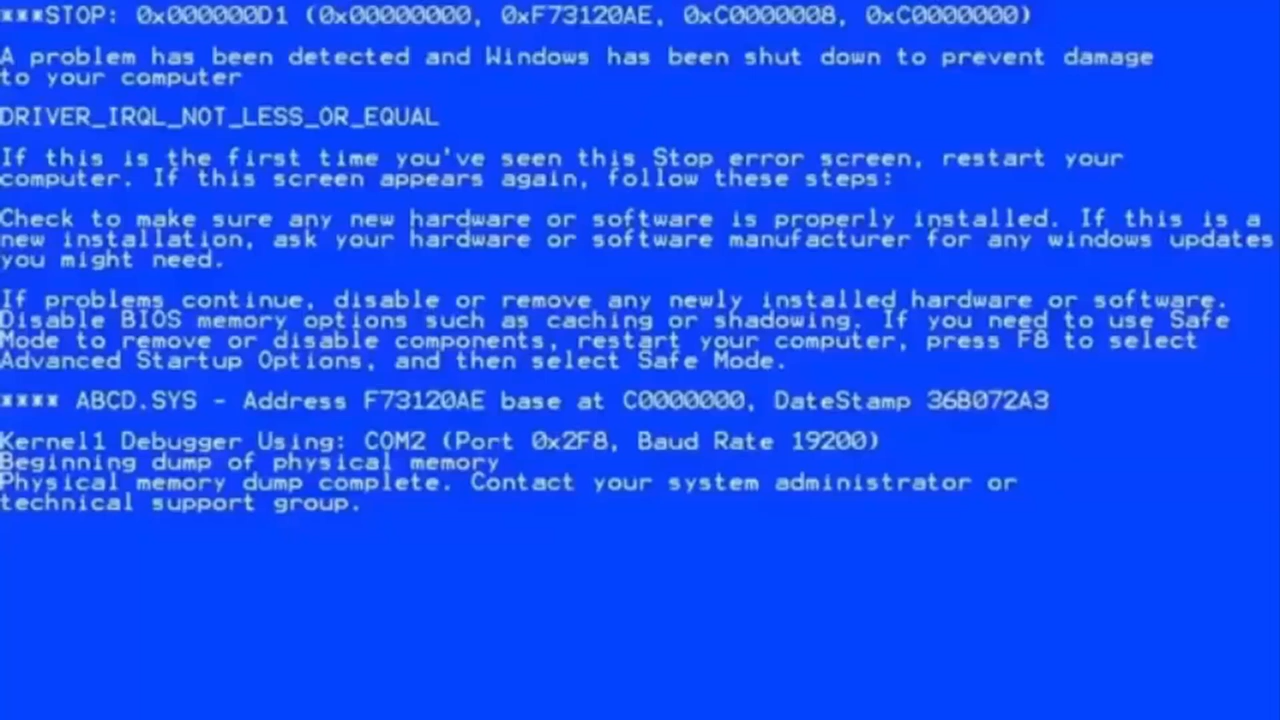 ***STOP: 0x000000D1 (0x00000000, 0xF73120AE, 0xC0000008, 0xC0000000)
A problem has been detected and Windows has been shut down to prevent damage
to your computer
DRIVER_IRQL_NOT_LESS_OR_EQUAL
If this is the first time you've seen this Stop error screen, restart your
computer. If this screen appears again, follow these steps:
Check to make sure any new hardware or software is properly installed. If this is a
new installation, ask your hardware or software manufacturer for any windows updates
you might need.
If problems continue, disable or remove any newly installed hardware or software.
Disable BIOS memory options such as caching or shadowing. If you need to use Safe
Mode to remove or disable components, restart your computer, press F8 to select
Advanced Startup Options, and then select Safe Mode.
**** ABCD.SYS - Address F73120AE base at C0000000, DateStamp 36B072A3
Kernel1 Debugger Using: COM2 (Port 0x2F8, Baud Rate 19200)
Beginning dump of physical memory
Physical memory dump complete. Contact your system administrator or
technical support group.